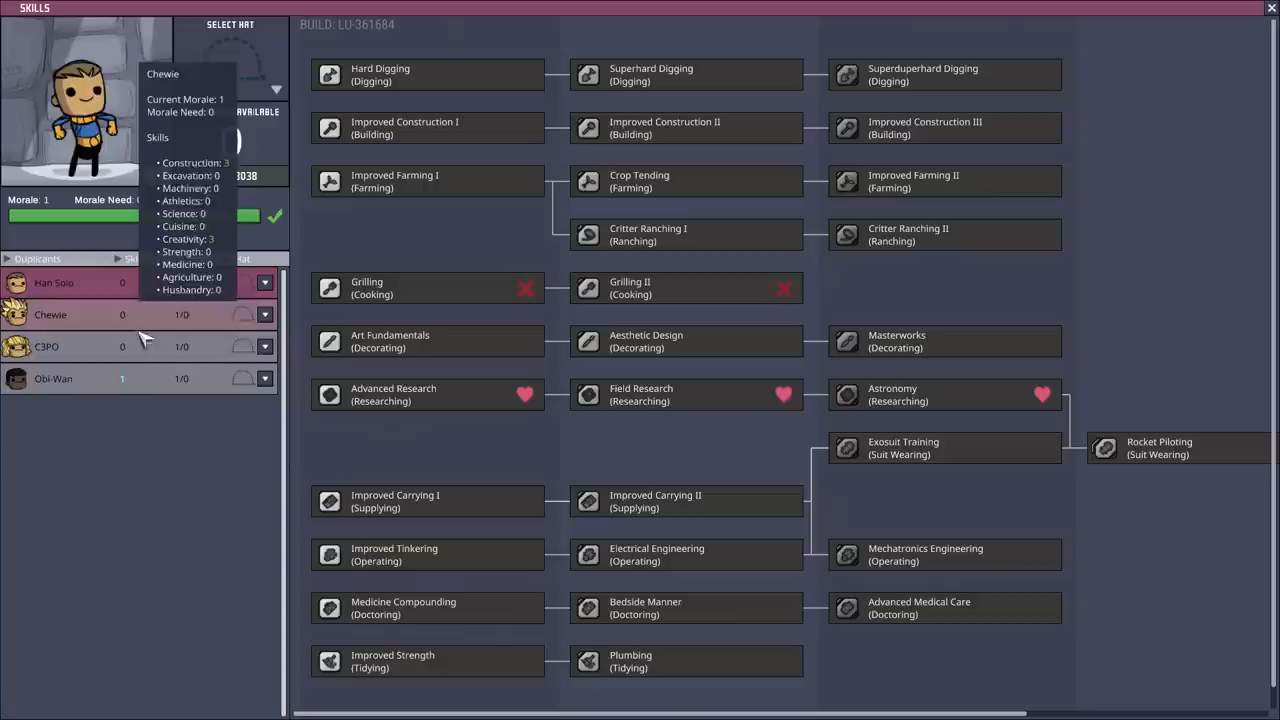 SKILLS
BUILD: LU-361684
SELECT HAT
Chewie
Current Morale: 1
Morale Need: 0
Skills
• Construction: 3
• Excavation: 0
• Machinery: 0
• Athletics: 0
• Science: 0
• Cuisine: 0
• Creativity: 3
• Strength: 0
• Medicine: 0
• Agriculture: 0
• Husbandry: 0
AVAILABLE
Morale: 1
Morale Need:
Duplicants
Han Solo 0
Chewie 0 1/0
C3PO 0 1/0
Obi-Wan 1 1/0
Hard Digging
(Digging)
Superhard Digging
(Digging)
Superduperhard Digging
(Digging)
Improved Construction I
(Building)
Improved Construction II
(Building)
Improved Construction III
(Building)
Improved Farming I
(Farming)
Crop Tending
(Farming)
Improved Farming II
(Farming)
Critter Ranching I
(Ranching)
Critter Ranching II
(Ranching)
Grilling
(Cooking)
Grilling II
(Cooking)
Art Fundamentals
(Decorating)
Aesthetic Design
(Decorating)
Masterworks
(Decorating)
Advanced Research
(Researching)
Field Research
(Researching)
Astronomy
(Researching)
Exosuit Training
(Suit Wearing)
Rocket Piloting
(Suit Wearing)
Improved Carrying I
(Supplying)
Improved Carrying II
(Supplying)
Improved Tinkering
(Operating)
Electrical Engineering
(Operating)
Mechatronics Engineering
(Operating)
Medicine Compounding
(Doctoring)
Bedside Manner
(Doctoring)
Advanced Medical Care
(Doctoring)
Improved Strength
(Tidying)
Plumbing
(Tidying)